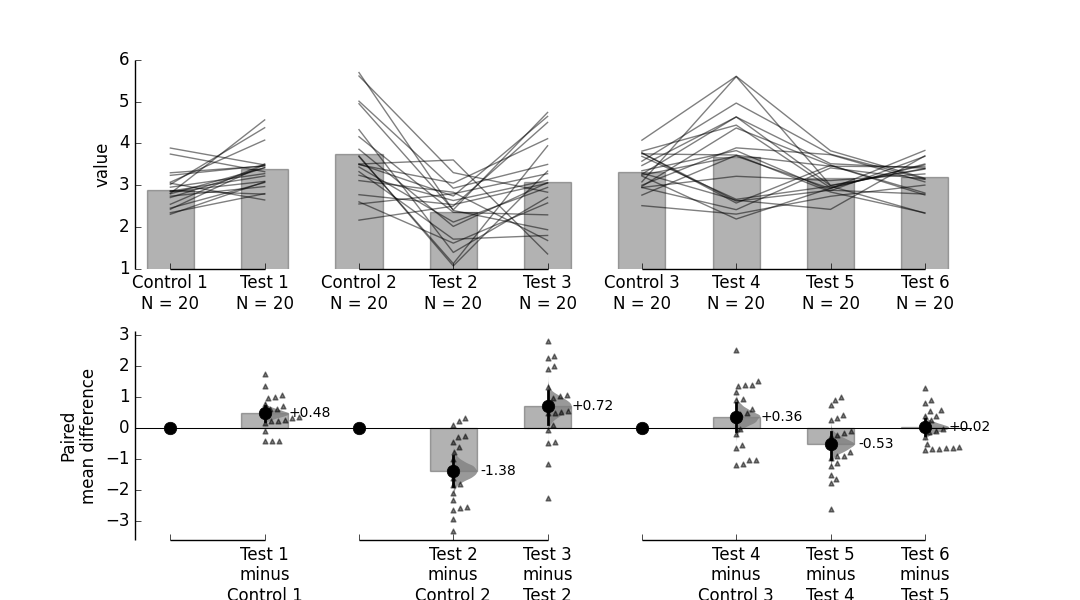 6
5
4
3
2
1
value
Control 1 Test 1 Control 2 Test 2 Test 3 Control 3 Test 4 Test 5 Test 6
N = 20 N = 20 N = 20 N = 20 N = 20 N = 20 N = 20 N = 20 N = 20
3
2
1
0
−1
−2
−3
Paired
mean difference
+0.48
-1.38
+0.72
+0.36
-0.53
+0.02
Test 1 Test 2 Test 3 Test 4 Test 5 Test 6
minus minus minus minus minus minus
Control 1 Control 2 Test 2 Control 3 Test 4 Test 5